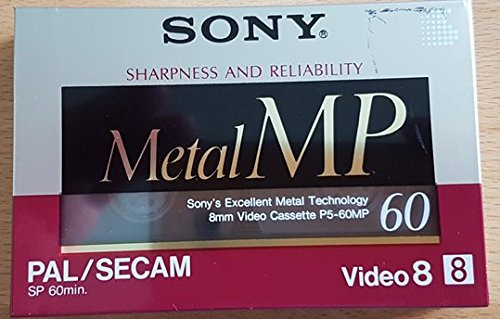 SONY®
SHARPNESS AND RELIABILITY
Metal MP
Sony's Excellent Metal Technology
8mm Video Cassette P5-60MP
60
PAL/SECAM
SP 60min.
Video 8 8